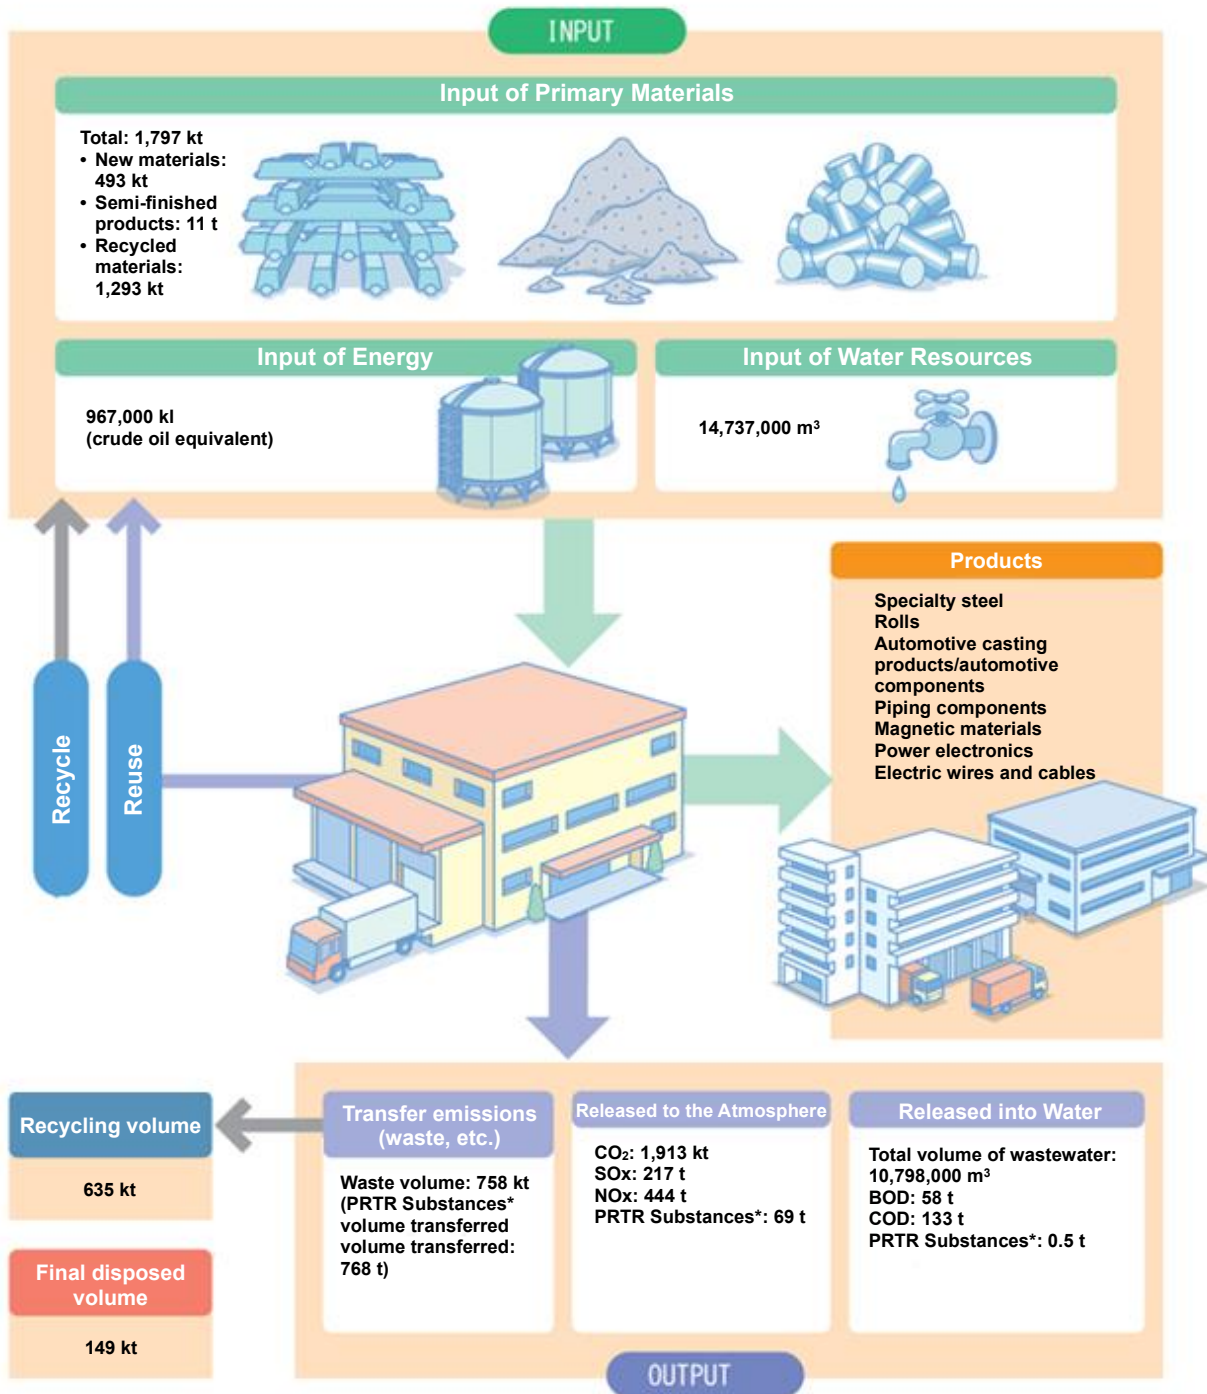 INPUT
Input of Primary Materials
Total: 1,797 kt
• New materials:
493 kt
• Semi-finished
products: 11 t
• Recycled
materials:
1,293 kt
Input of Energy
967,000 kl
(crude oil equivalent)
Input of Water Resources
14,737,000 m³
Recycle
Reuse
Products
Specialty steel
Rolls
Automotive casting
products/automotive
components
Piping components
Magnetic materials
Power electronics
Electric wires and cables
Recycling volume
635 kt
Final disposed
volume
149 kt
Transfer emissions
(waste, etc.)
Waste volume: 758 kt
(PRTR Substances*
volume transferred
volume transferred:
768 t)
Released to the Atmosphere
CO₂: 1,913 kt
SOx: 217 t
NOx: 444 t
PRTR Substances*: 69 t
Released into Water
Total volume of wastewater:
10,798,000 m³
BOD: 58 t
COD: 133 t
PRTR Substances*: 0.5 t
OUTPUT